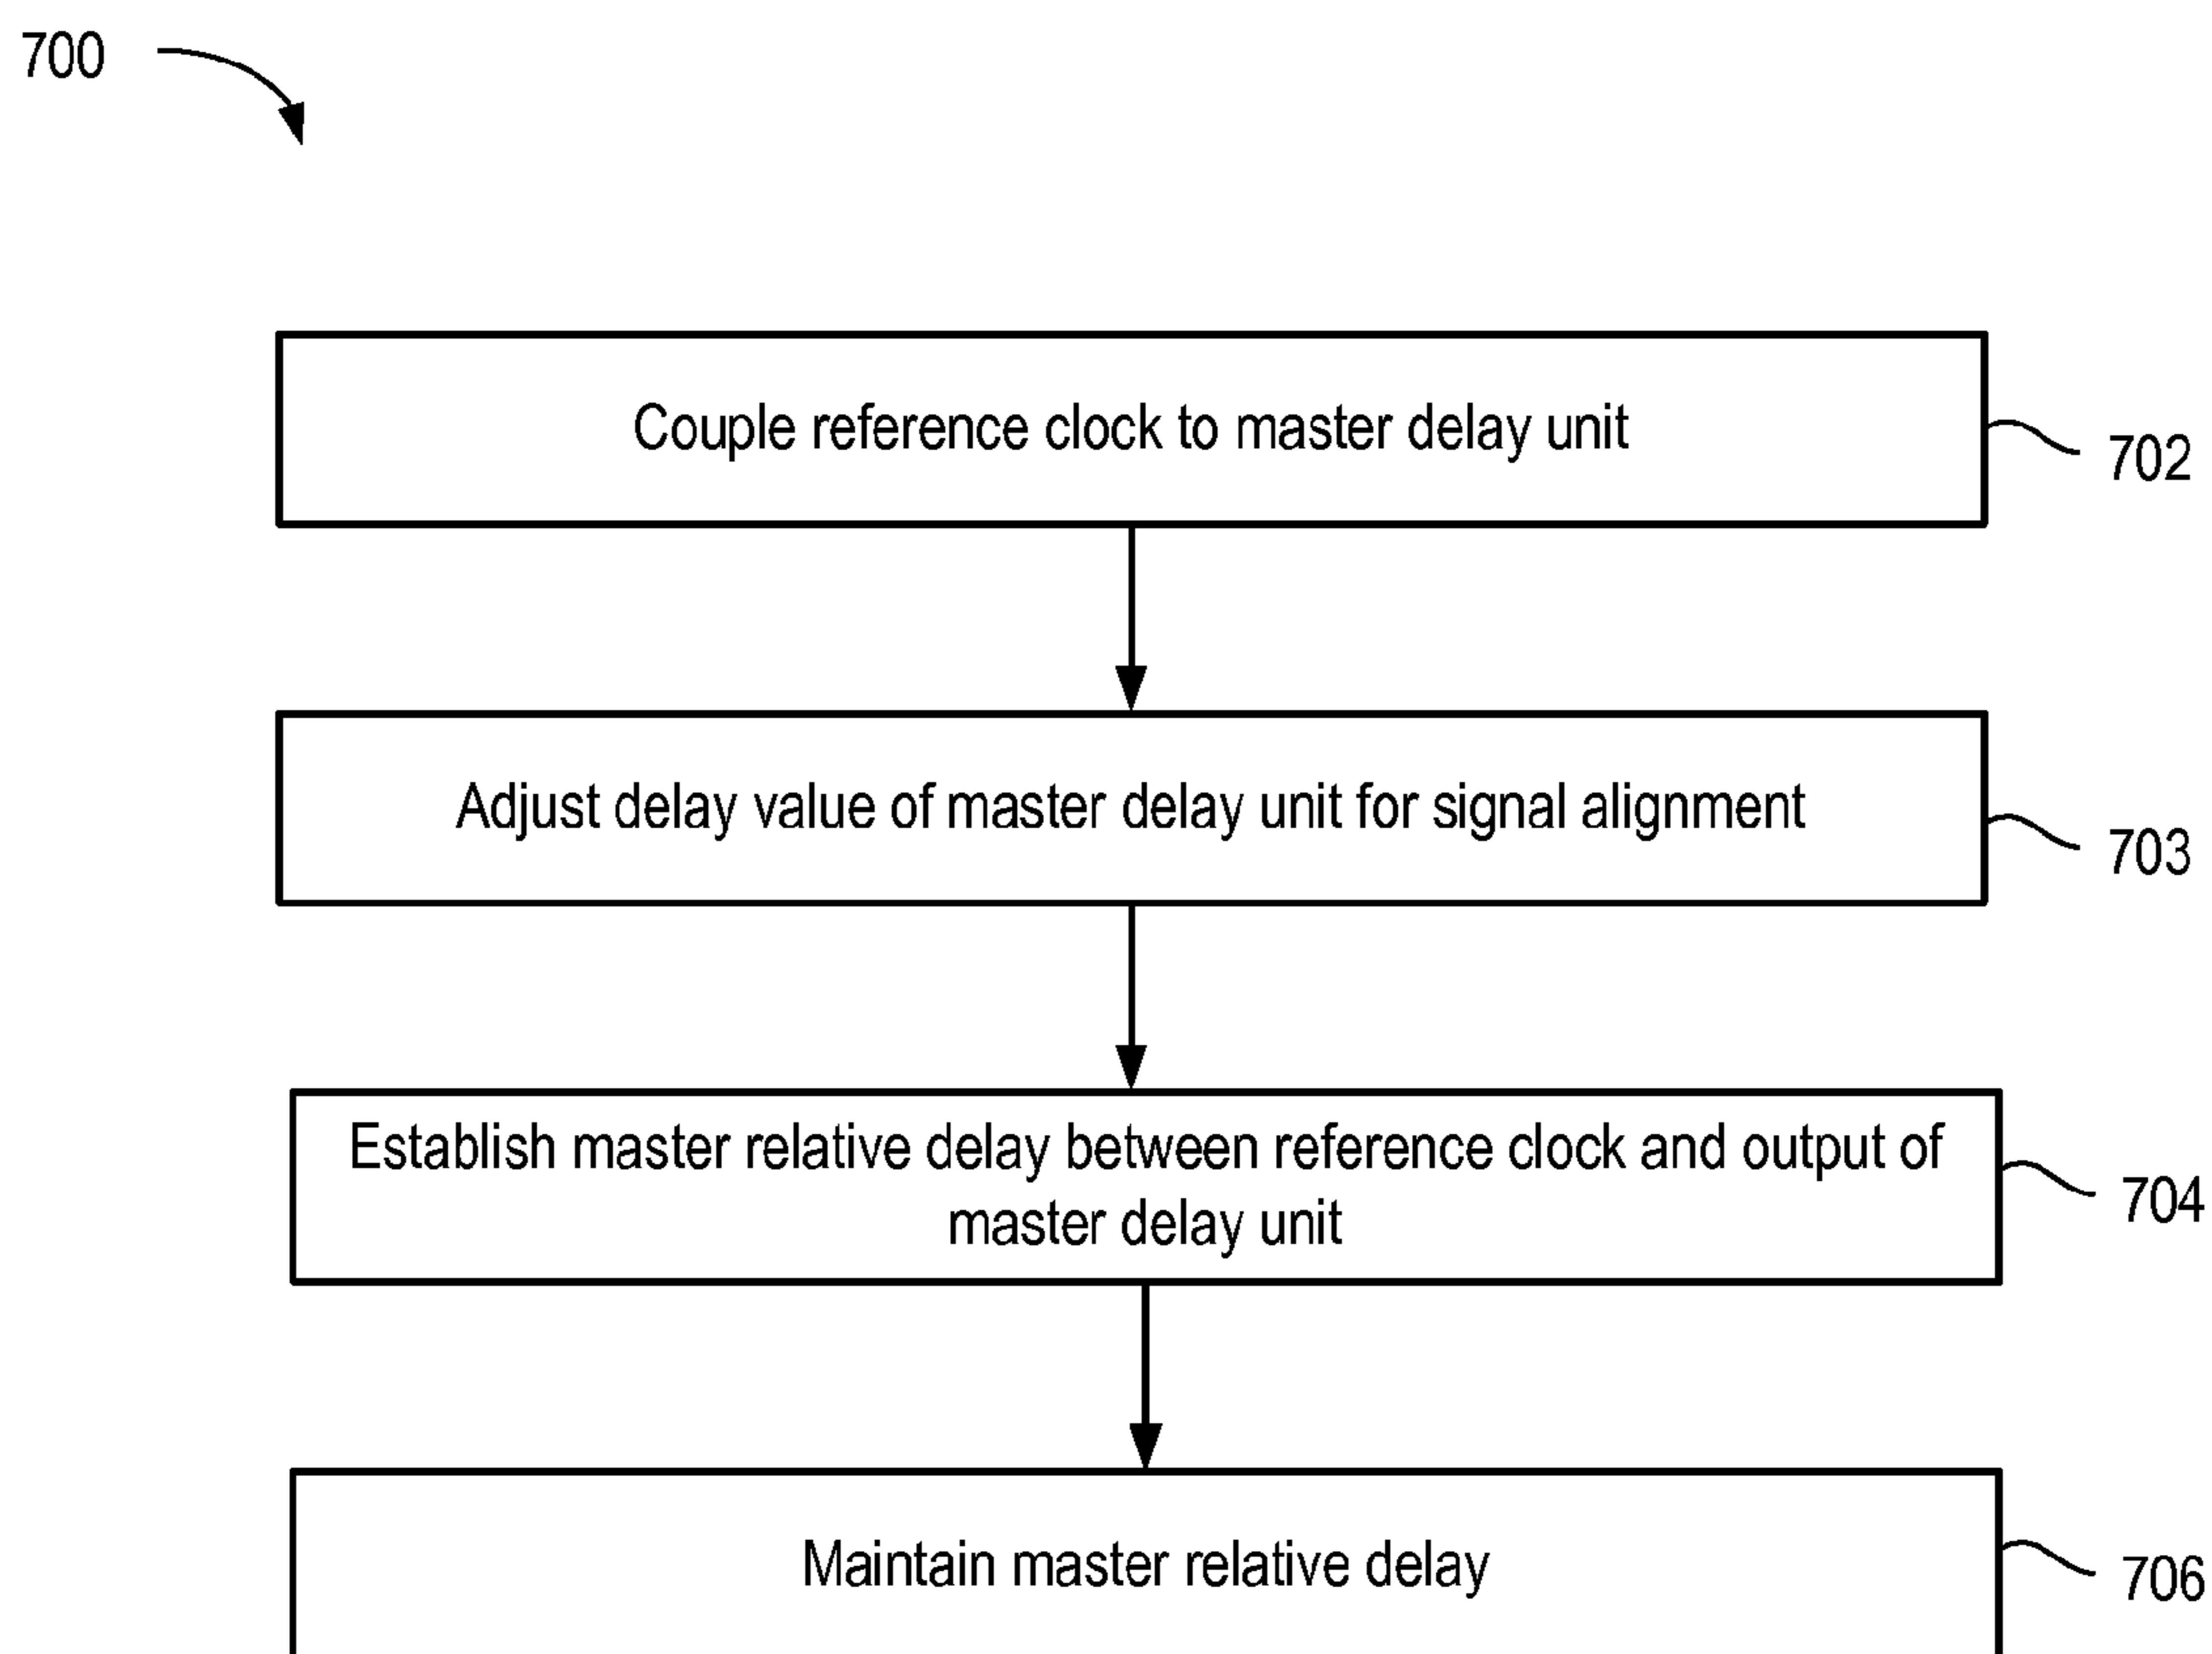 700
Couple reference clock to master delay unit
702
Adjust delay value of master delay unit for signal alignment
703
Establish master relative delay between reference clock and output of
master delay unit
704
Maintain master relative delay
706